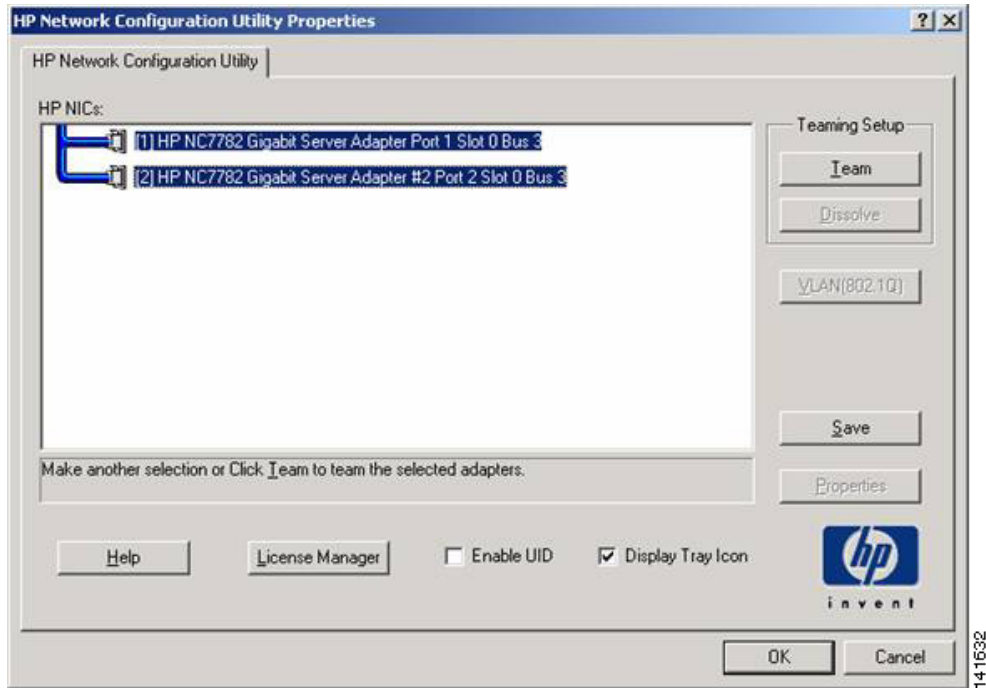 HP Network Configuration Utility Properties
HP Network Configuration Utility
HP NICs:
[1] HP NC7782 Gigabit Server Adapter Port 1 Slot 0 Bus 3
[2] HP NC7782 Gigabit Server Adapter #2 Port 2 Slot 0 Bus 3
Teaming Setup
Team
Dissolve
VLAN(802.1Q)
Save
Properties
Make another selection or Click Team to team the selected adapters.
Help
License Manager
Enable UID
Display Tray Icon
hp
invent
OK
Cancel
141632